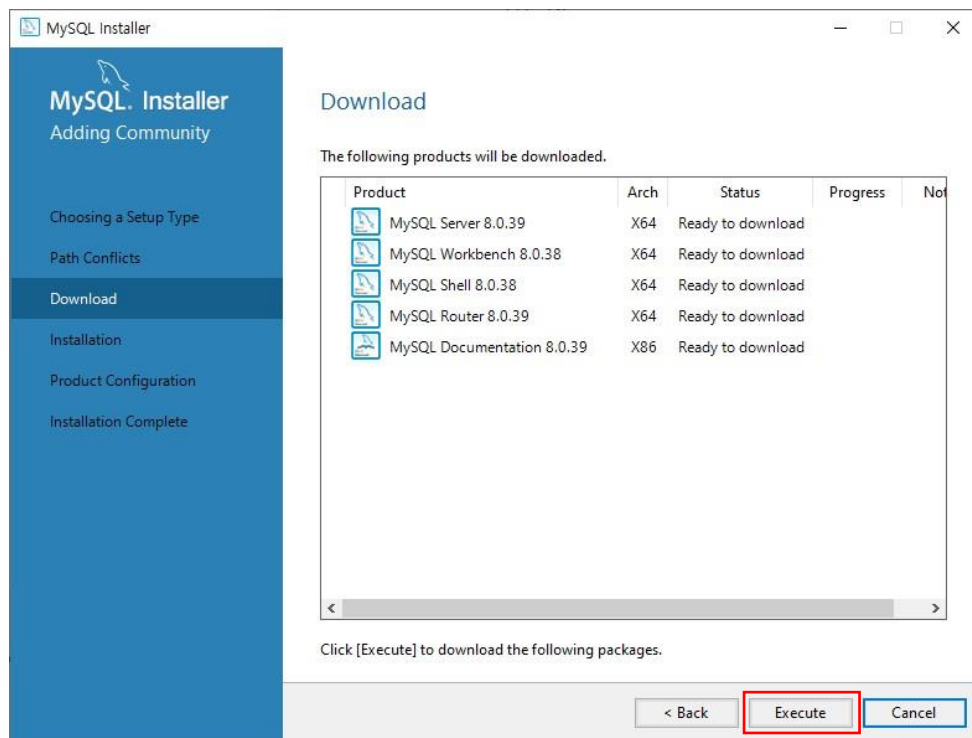 MySQL Installer
MySQL. Installer
Adding Community
Choosing a Setup Type
Path Conflicts
Download
Installation
Product Configuration
Installation Complete
Download
The following products will be downloaded.
Product Arch Status Progress Not
MySQL Server 8.0.39 X64 Ready to download
MySQL Workbench 8.0.38 X64 Ready to download
MySQL Shell 8.0.38 X64 Ready to download
MySQL Router 8.0.39 X64 Ready to download
MySQL Documentation 8.0.39 X86 Ready to download
Click [Execute] to download the following packages.
< Back Execute Cancel